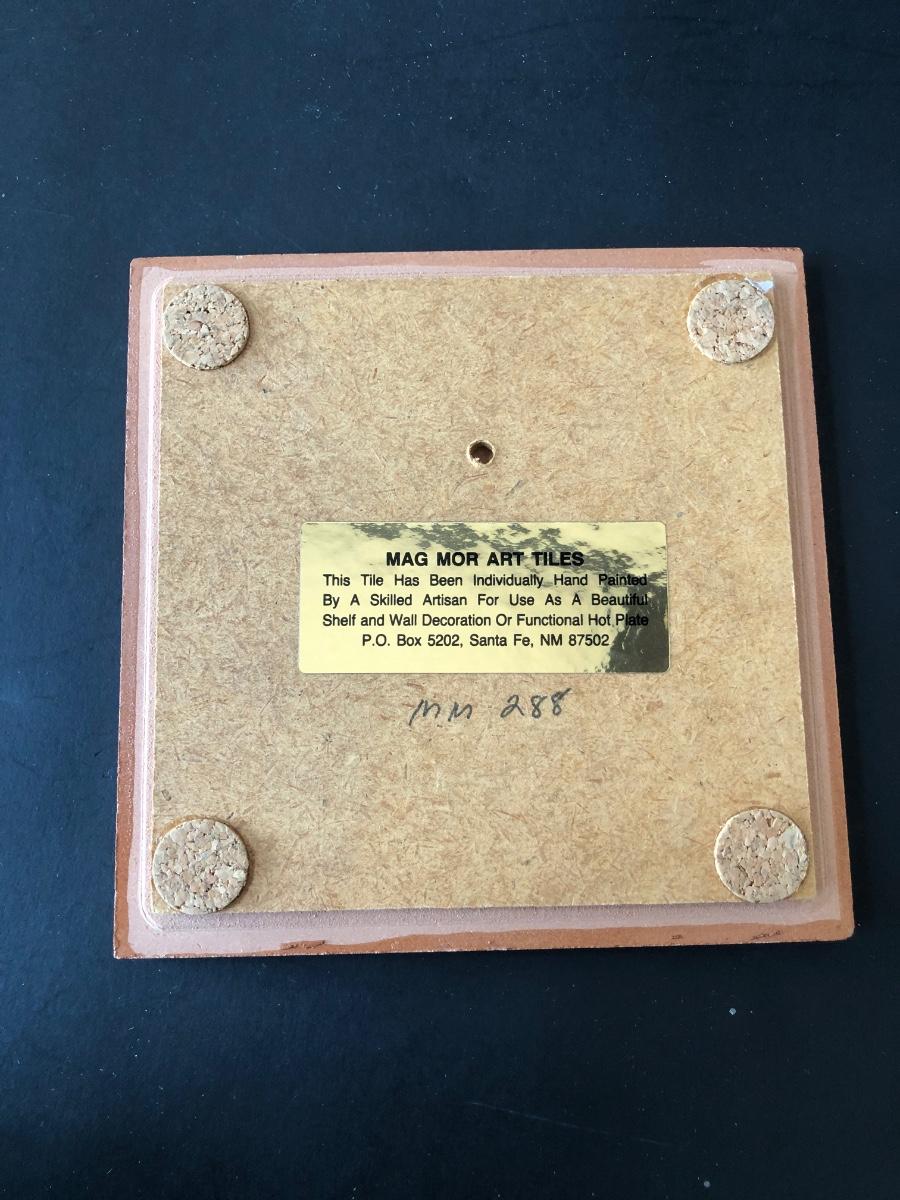 MAG MOR ART TILES
This Tile Has Been Individually Hand Painted
By A Skilled Artisan For Use As A Beautiful
Shelf and Wall Decoration Or Functional Hot Plate
P.O. Box 5202, Santa Fe, NM 87502
MM 288